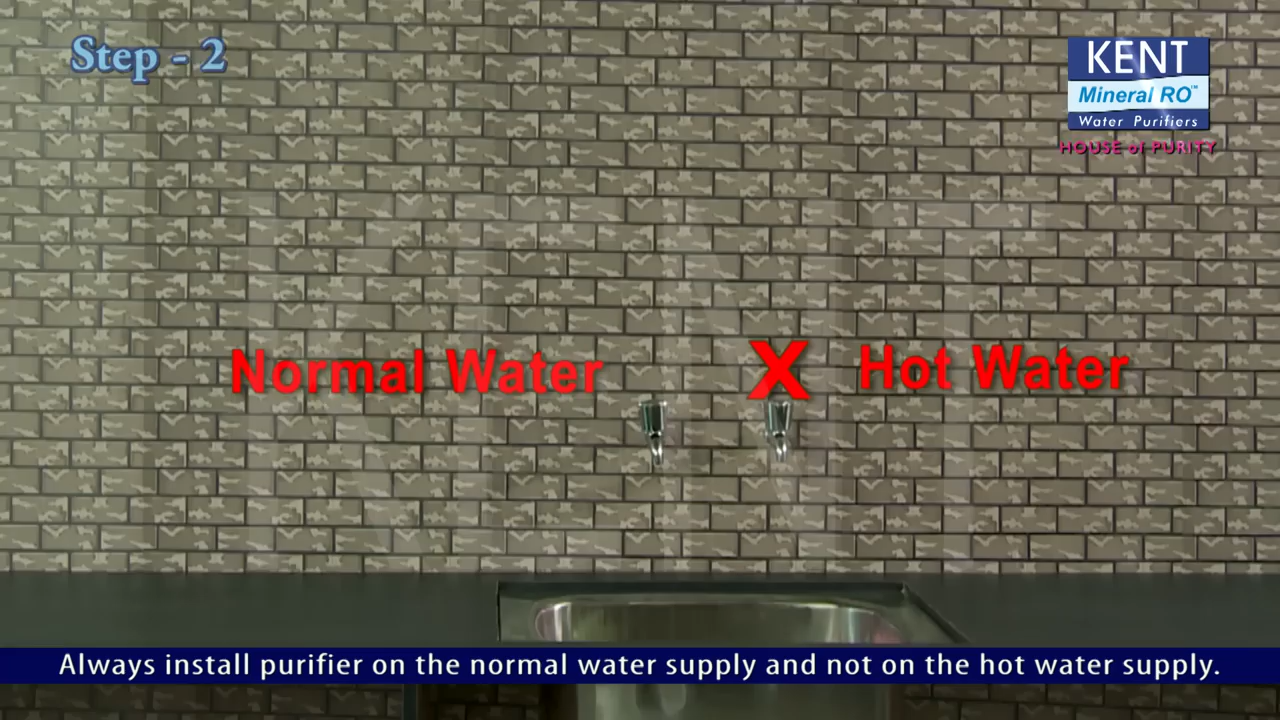 Step - 2
KENT
Mineral RO™
Water Purifiers
HOUSE of PURITY
Normal Water
X Hot Water
Always install purifier on the normal water supply and not on the hot water supply.